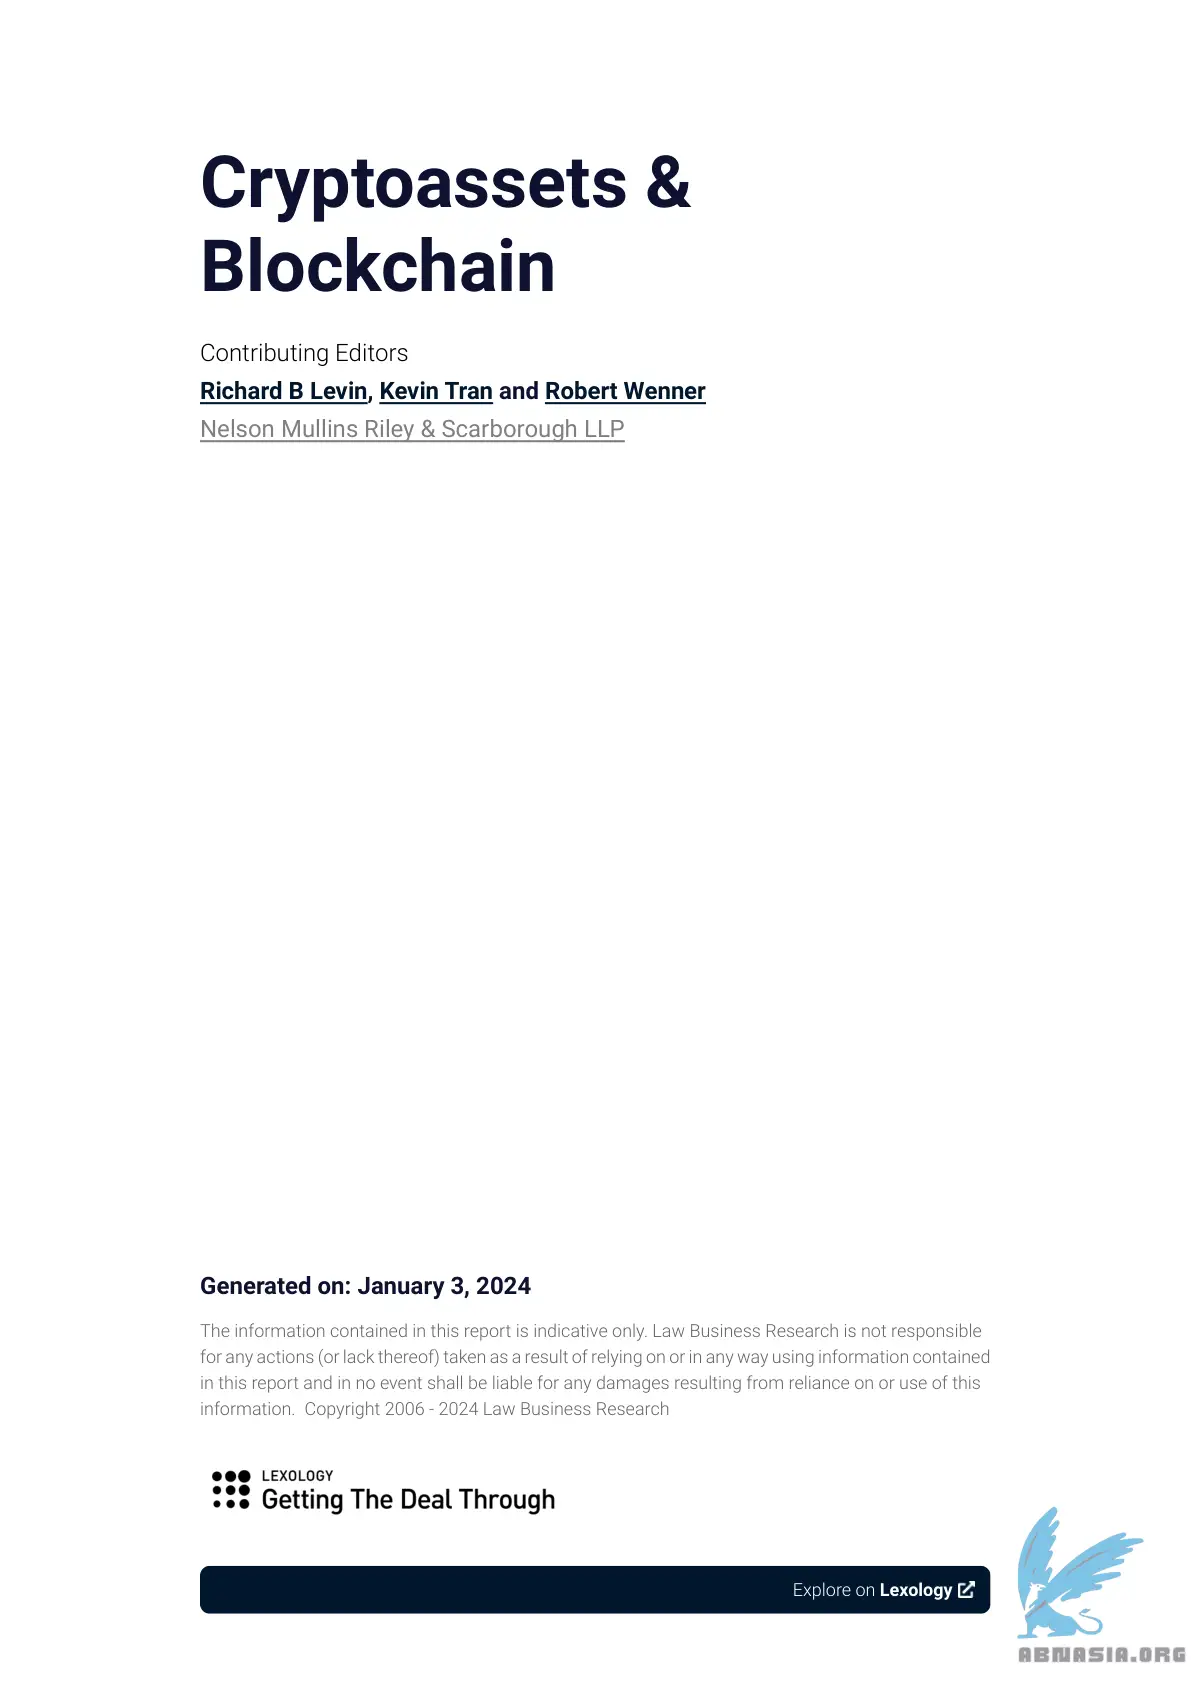 Cryptoassets &
Blockchain
Contributing Editors
Richard B Levin, Kevin Tran and Robert Wenner
Nelson Mullins Riley & Scarborough LLP
Generated on: January 3, 2024
The information contained in this report is indicative only. Law Business Research is not responsible
for any actions (or lack thereof) taken as a result of relying on or in any way using information contained
in this report and in no event shall be liable for any damages resulting from reliance on or use of this
information.  Copyright 2006 - 2024 Law Business Research
LEXOLOGY
Getting The Deal Through
Explore on Lexology
ABNASIA.ORG